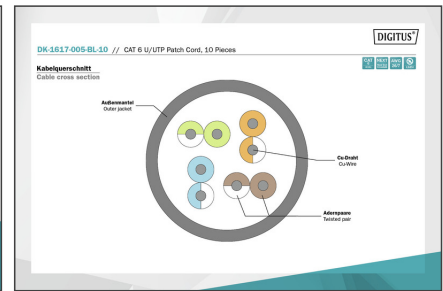 DIGITUS®
DK-1617-005-BL-10 // CAT 6 U/UTP Patch Cord, 10 Pieces
Kabelquerschnitt
Cable cross section
Außenmantel
Outer jacket
Cu-Draht
Cu-Wire
Adernpaare
Twisted pair